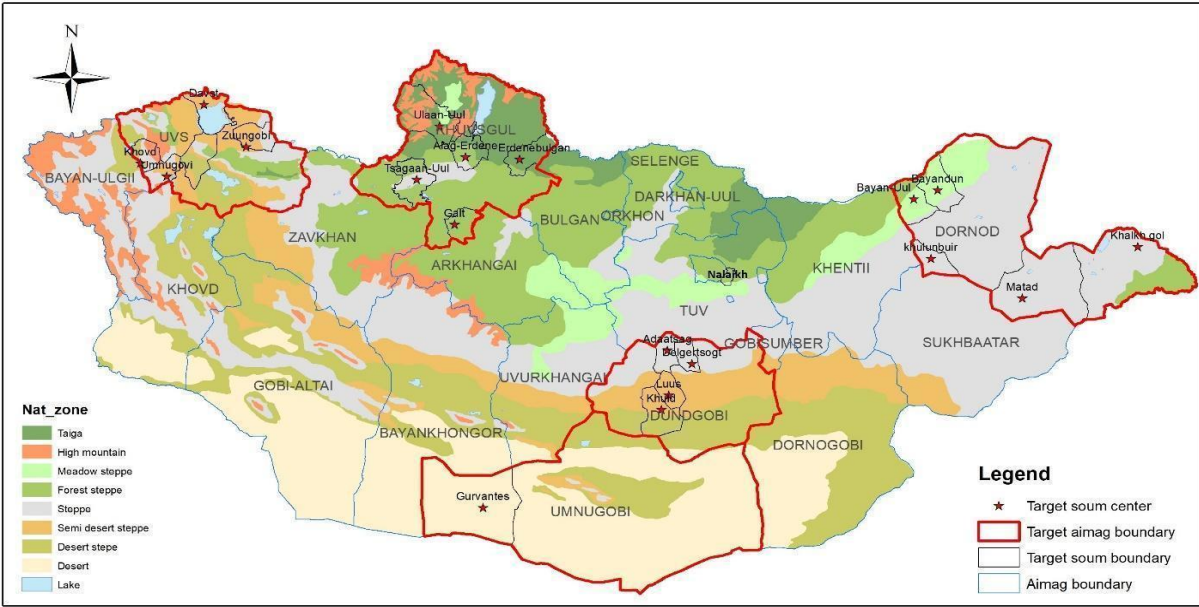 N
Davst
UVS
Zuungobi
Khovd
Umnugovi
BAYAN-ULGII
Ulaan-Uul
KHUVSGUL
Alag-Erdene
Erdenebulgan
Tsagaan-Uul
Galt
SELENGE
DARKHAN-UUL
BULGAN
ORKHON
ZAVKHAN
ARKHANGAI
KHOVD
Nalaikh
KHENTII
TUV
Bayandun
Bayan-Uul
DORNOD
khulunbuir
Khalkh gol
Matad
SUKHBAATAR
Adaatsag
Delgertsogt
GOBISUMBER
UVURKHANGAI
GOBI-ALTAI
Luus
Khuld
DUNDGOBI
BAYANKHONGOR
DORNOGOBI
Gurvantes
UMNUGOBI
Nat_zone
Taiga
High mountain
Meadow steppe
Forest steppe
Steppe
Semi desert steppe
Desert stepe
Desert
Lake
Legend
Target soum center
Target aimag boundary
Target soum boundary
Aimag boundary